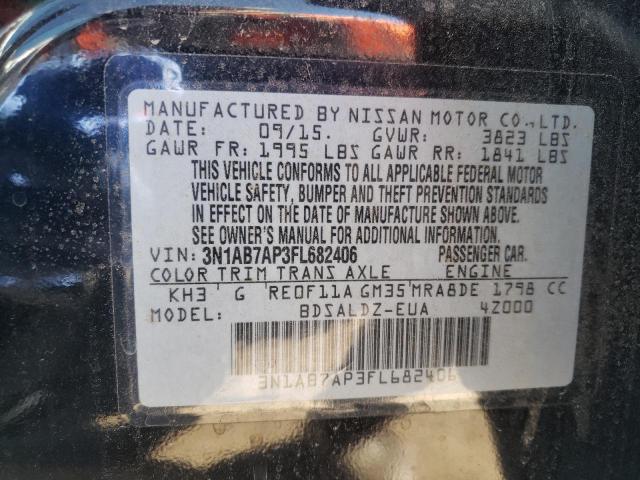 MANUFACTURED BY NISSAN MOTOR CO., LTD.
DATE: 09/15. GVWR: 3823 LBS
GAWR FR: 1995 LBS GAWR RR: 1841 LBS
THIS VEHICLE CONFORMS TO ALL APPLICABLE FEDERAL MOTOR
VEHICLE SAFETY, BUMPER AND THEFT PREVENTION STANDARDS
IN EFFECT ON THE DATE OF MANUFACTURE SHOWN ABOVE.
SEE OWNER'S MANUAL FOR ADDITIONAL INFORMATION.
VIN: 3N1AB7AP3FL682406 PASSENGER CAR.
COLOR TRIM TRANS AXLE ENGINE
KH3 G RE0F11A GM35 MRA8DE 1798 CC
MODEL: BDSALDZ-EUA 4Z000
3N1AB7AP3FL682406